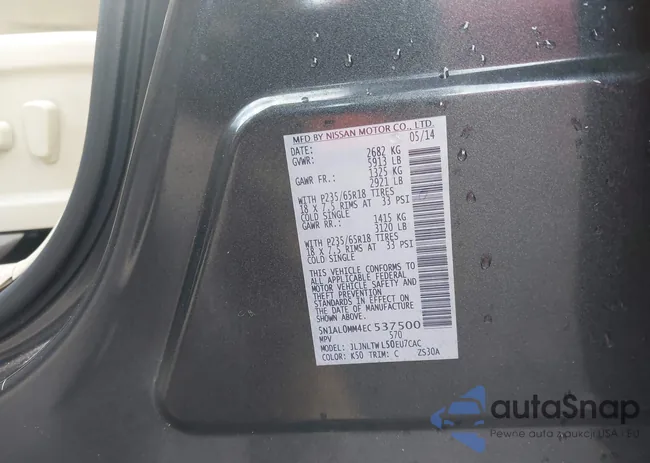 MFD BY NISSAN MOTOR CO., LTD.
DATE: 05/14
GVWR: 2682 KG
5913 LB
GAWR FR.: 1325 KG
2921 LB
WITH P235/65R18 TIRES
18 X 7.5 RIMS AT 33 PSI
COLD SINGLE
GAWR RR.: 1415 KG
3120 LB
WITH P235/65R18 TIRES
18 X 7.5 RIMS AT 33 PSI
COLD SINGLE
THIS VEHICLE CONFORMS TO
ALL APPLICABLE FEDERAL
MOTOR VEHICLE SAFETY AND
THEFT PREVENTION
STANDARDS IN EFFECT ON
THE DATE OF MANUFACTURE
SHOWN ABOVE.
5N1AL0MM4EC537500
MPV 570
MODEL: JLJNLTWL50EU7CAC
COLOR: K50 TRIM: C ZS30A
autaSnap
Pewne auta z aukcji USA - EU